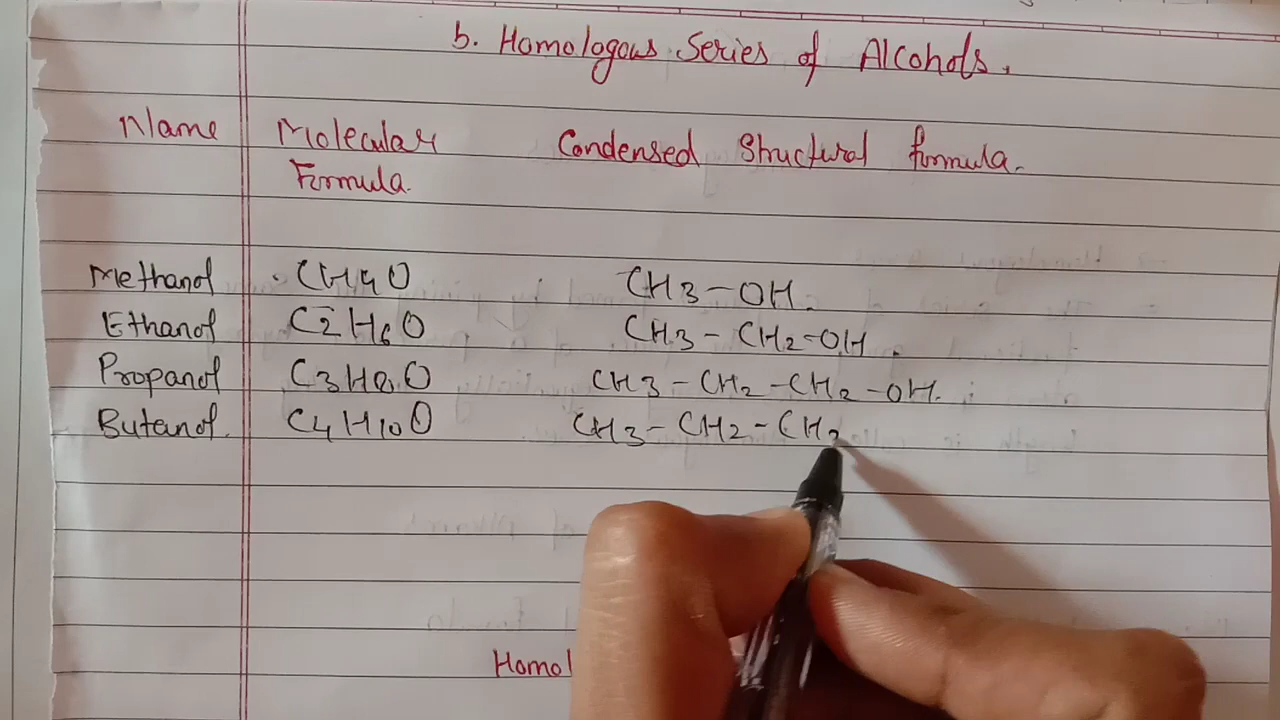 b. Homologous Series of Alcohols.
Name Molecular Condensed Structural formula.
Formula.
Methanol CH4O CH3-OH.
Ethanol C2H6O CH3-CH2-OH.
Propanol C3H8O CH3-CH2-CH2-OH.
Butanol. C4H10O CH3-CH2-CH2
Homol